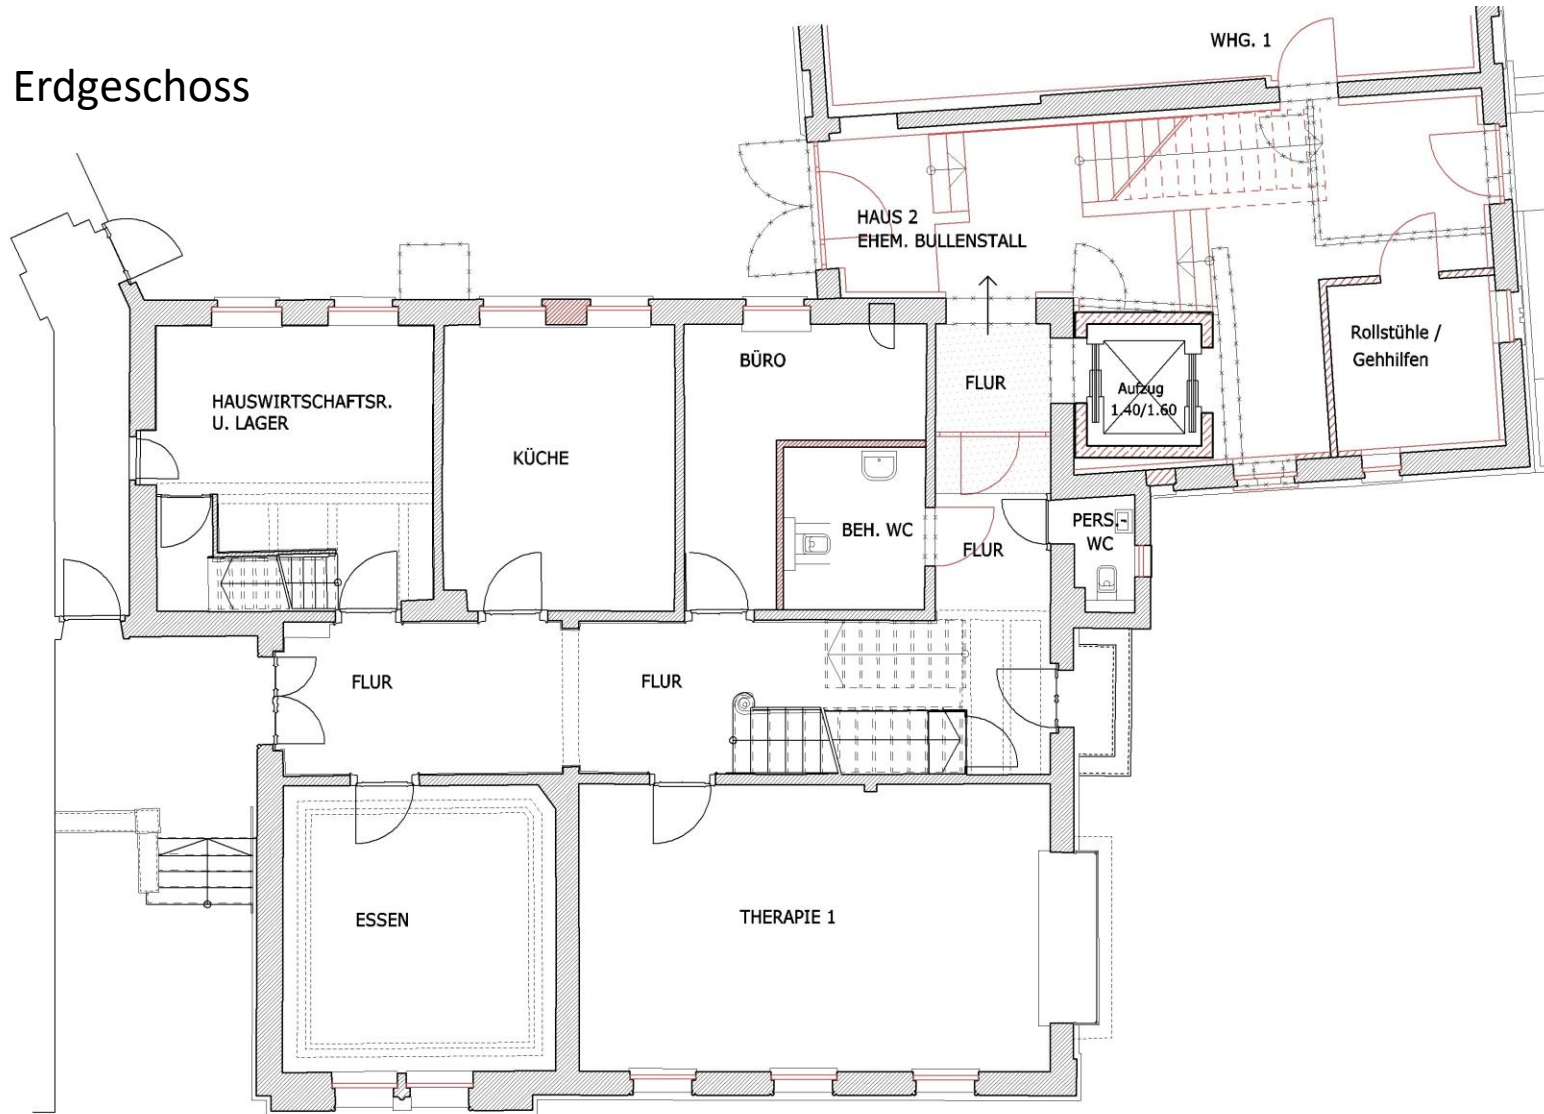 Erdgeschoss
WHG. 1
HAUS 2
EHEM. BULLENSTALL
Rollstühle /
Gehhilfen
BÜRO
FLUR
Aufzug
1.40/1.60
HAUSWIRTSCHAFTSR.
U. LAGER
KÜCHE
BEH. WC
FLUR
PERS.-
WC
FLUR
FLUR
ESSEN
THERAPIE 1